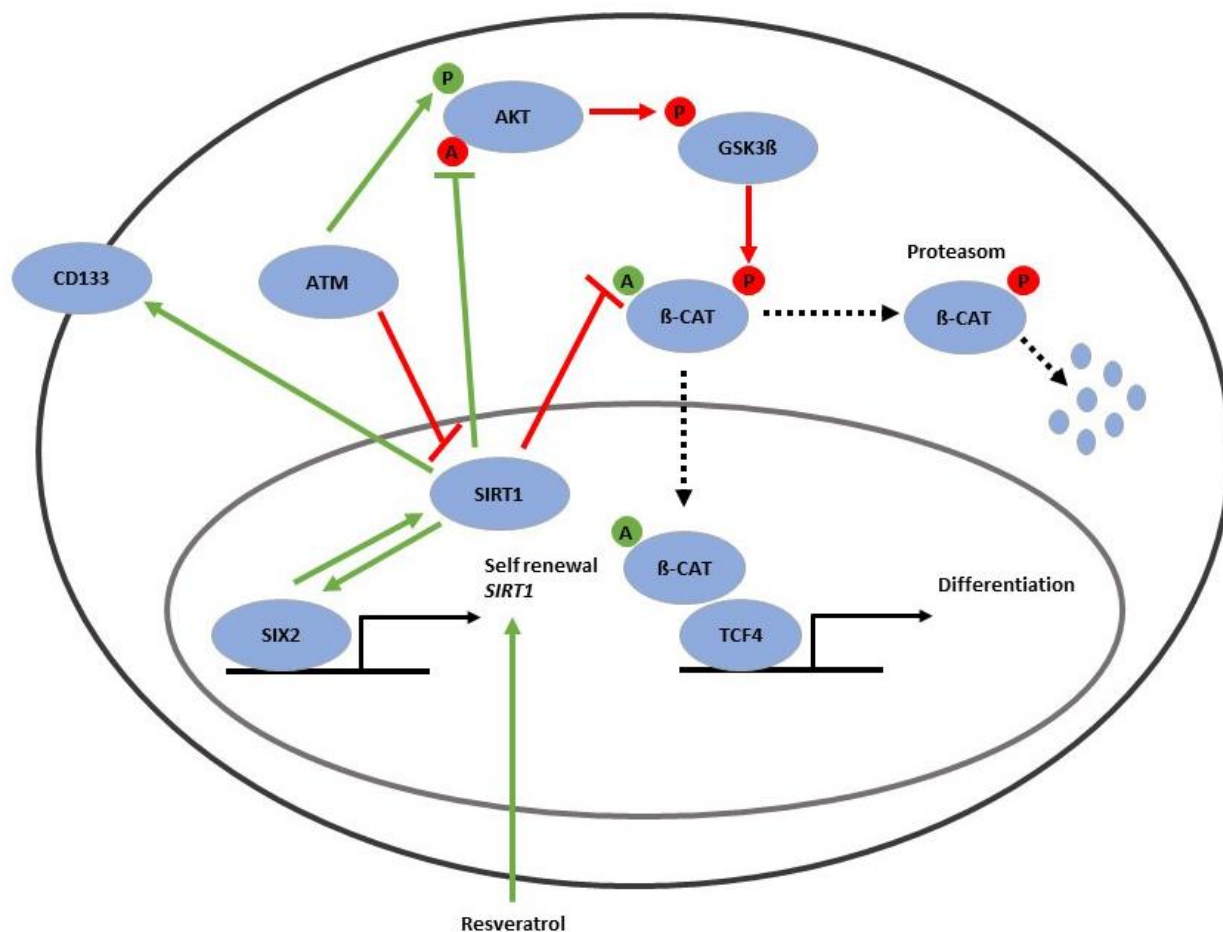 P
AKT
P
A
GSK3ß
CD133
ATM
A
P
ß-CAT
Proteasom
P
ß-CAT
SIRT1
Self renewal
SIRT1
A
ß-CAT
Differentiation
SIX2
TCF4
Resveratrol